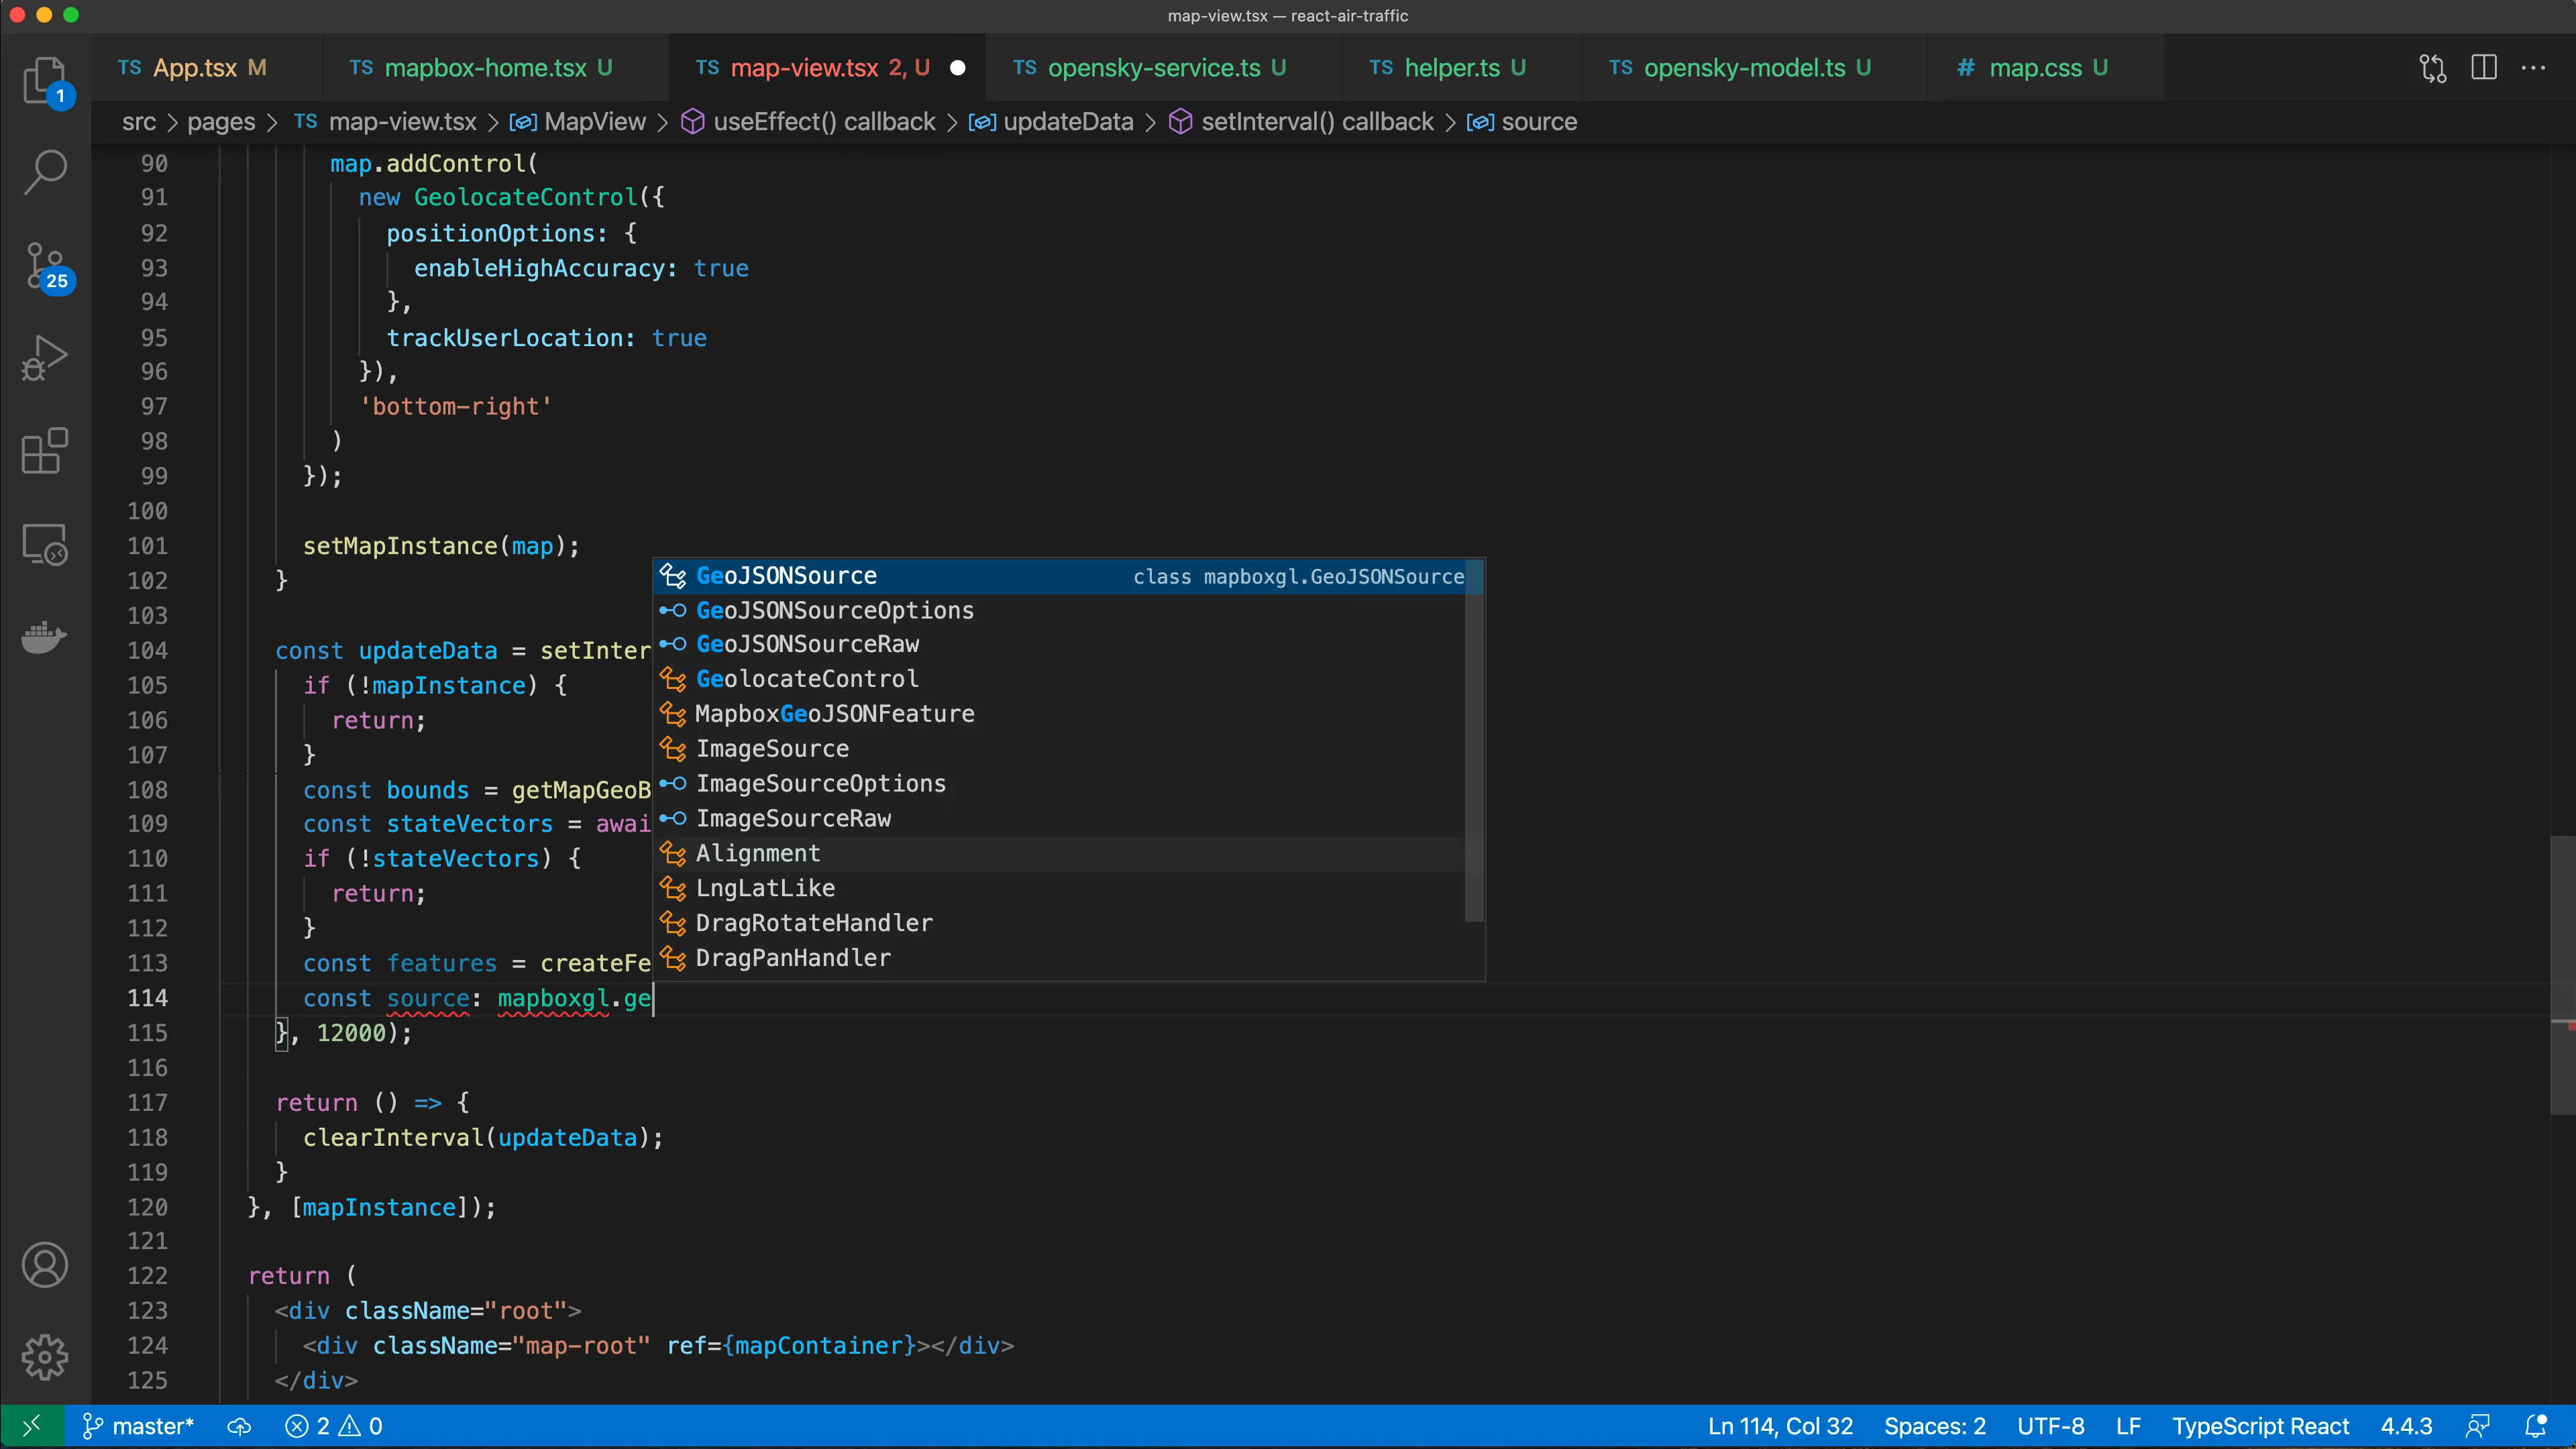 map-view.tsx — react-air-traffic
TS App.tsx M TS mapbox-home.tsx U TS map-view.tsx 2, U TS opensky-service.ts U TS helper.ts U TS opensky-model.ts U # map.css U
src > pages > TS map-view.tsx > MapView > useEffect() callback > updateData > setInterval() callback > source
1
25
90 map.addControl(
91 new GeolocateControl({
92 positionOptions: {
93 enableHighAccuracy: true
94 },
95 trackUserLocation: true
96 }),
97 'bottom-right'
98 )
99 });
100
101 setMapInstance(map);
102 }
103
104 const updateData = setInter
105 if (!mapInstance) {
106 return;
107 }
108 const bounds = getMapGeoB
109 const stateVectors = awai
110 if (!stateVectors) {
111 return;
112 }
113 const features = createFe
114 const source: mapboxgl.ge
115 }, 12000);
116
117 return () => {
118 clearInterval(updateData);
119 }
120 }, [mapInstance]);
121
122 return (
123 <div className="root">
124 <div className="map-root" ref={mapContainer}></div>
125 </div>
GeoJSONSource class mapboxgl.GeoJSONSource
GeoJSONSourceOptions
GeoJSONSourceRaw
GeolocateControl
MapboxGeoJSONFeature
ImageSource
ImageSourceOptions
ImageSourceRaw
Alignment
LngLatLike
DragRotateHandler
DragPanHandler
master* 2 0 Ln 114, Col 32 Spaces: 2 UTF-8 LF TypeScript React 4.4.3